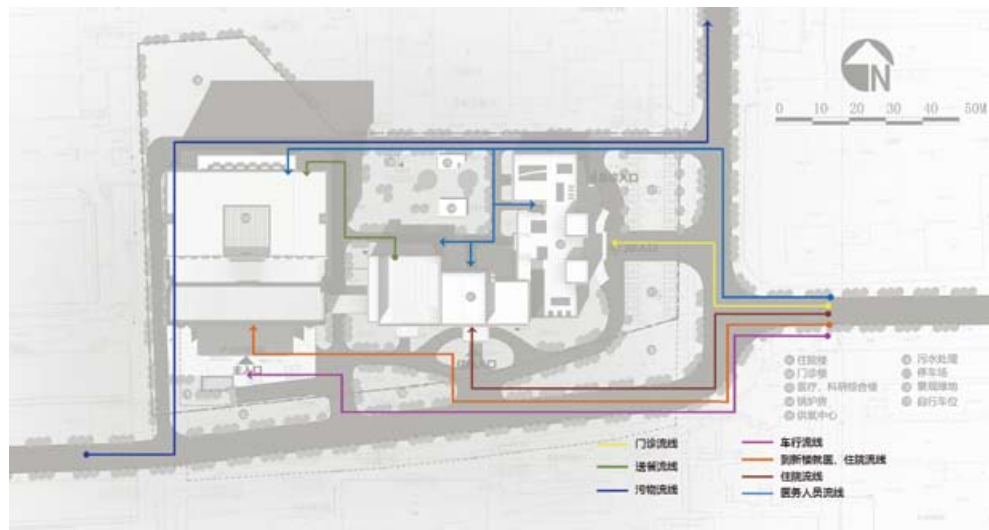 N
0 10 20 30 40 50M
门诊入口
主入口
住院楼
门诊楼
医疗、科研综合楼
锅炉房
供氧中心
污水处理
停车场
景观绿地
自行车位
门诊流线
送餐流线
污物流线
车行流线
到新楼就医、住院流线
住院流线
医务人员流线